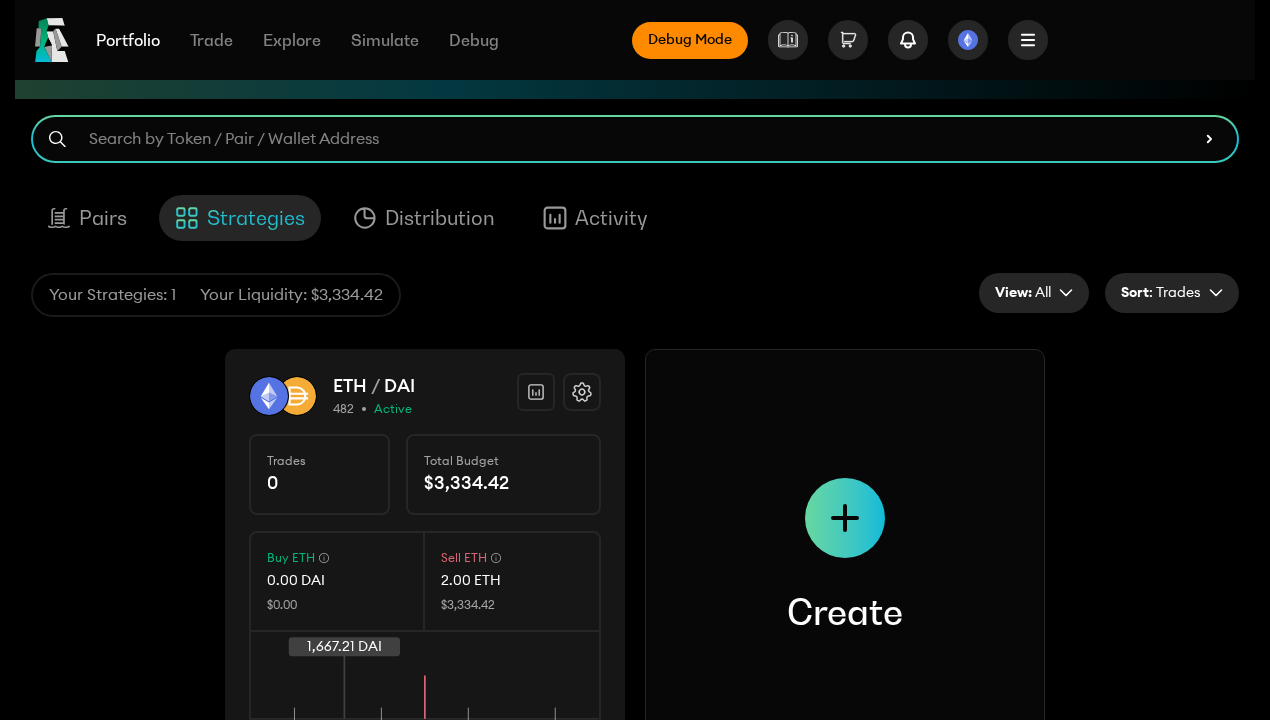 Portfolio Trade Explore Simulate Debug Debug Mode
Search by Token / Pair / Wallet Address
Pairs Strategies Distribution Activity
Your Strategies: 1 Your Liquidity: $3,334.42 View: All Sort: Trades
ETH / DAI
482 • Active
Trades Total Budget
0 $3,334.42
Buy ETH Sell ETH
0.00 DAI 2.00 ETH
$0.00 $3,334.42
1,667.21 DAI
Create